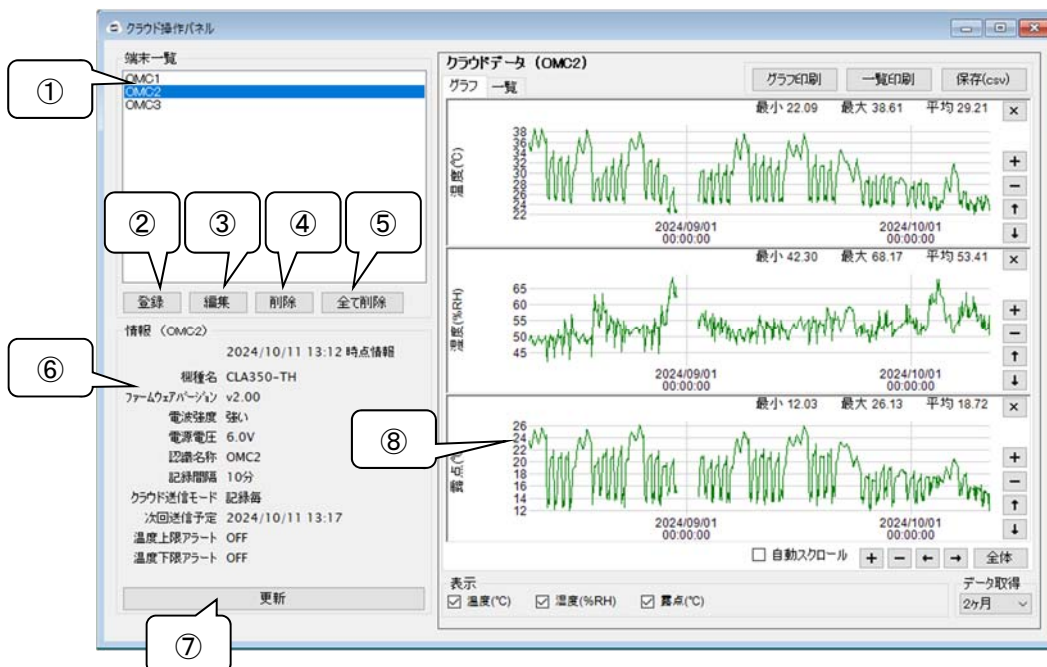 クラウド操作パネル
端末一覧
OMC1
OMC2
OMC3
①
②
③
④
⑤
登録 編集 削除 全て削除
情報 (OMC2)
2024/10/11 13:12 時点情報
機種名 CLA350-TH
ファームウェアバージョン v2.00
電波強度 強い
電源電圧 6.0V
認識名称 OMC2
記録間隔 10分
クラウド送信モード 記録毎
次回送信予定 2024/10/11 13:17
温度上限アラート OFF
温度下限アラート OFF
⑥
更新
⑦
クラウドデータ (OMC2)
グラフ 一覧
グラフ印刷 一覧印刷 保存(csv)
最小 22.09 最大 38.61 平均 29.21 ×
温度(℃)
38
36
34
32
30
28
26
24
22
+
−
↑
↓
2024/09/01 2024/10/01
00:00:00 00:00:00
最小 42.30 最大 68.17 平均 53.41 ×
湿度(%RH)
65
60
55
50
45
+
−
↑
↓
2024/09/01 2024/10/01
00:00:00 00:00:00
最小 12.03 最大 26.13 平均 18.72 ×
⑧
露点(℃
26
24
22
20
18
16
14
12
+
−
↑
↓
2024/09/01 2024/10/01
00:00:00 00:00:00
自動スクロール + − ← → 全体
表示
温度(℃) 湿度(%RH) 露点(℃)
データ取得
2ヶ月